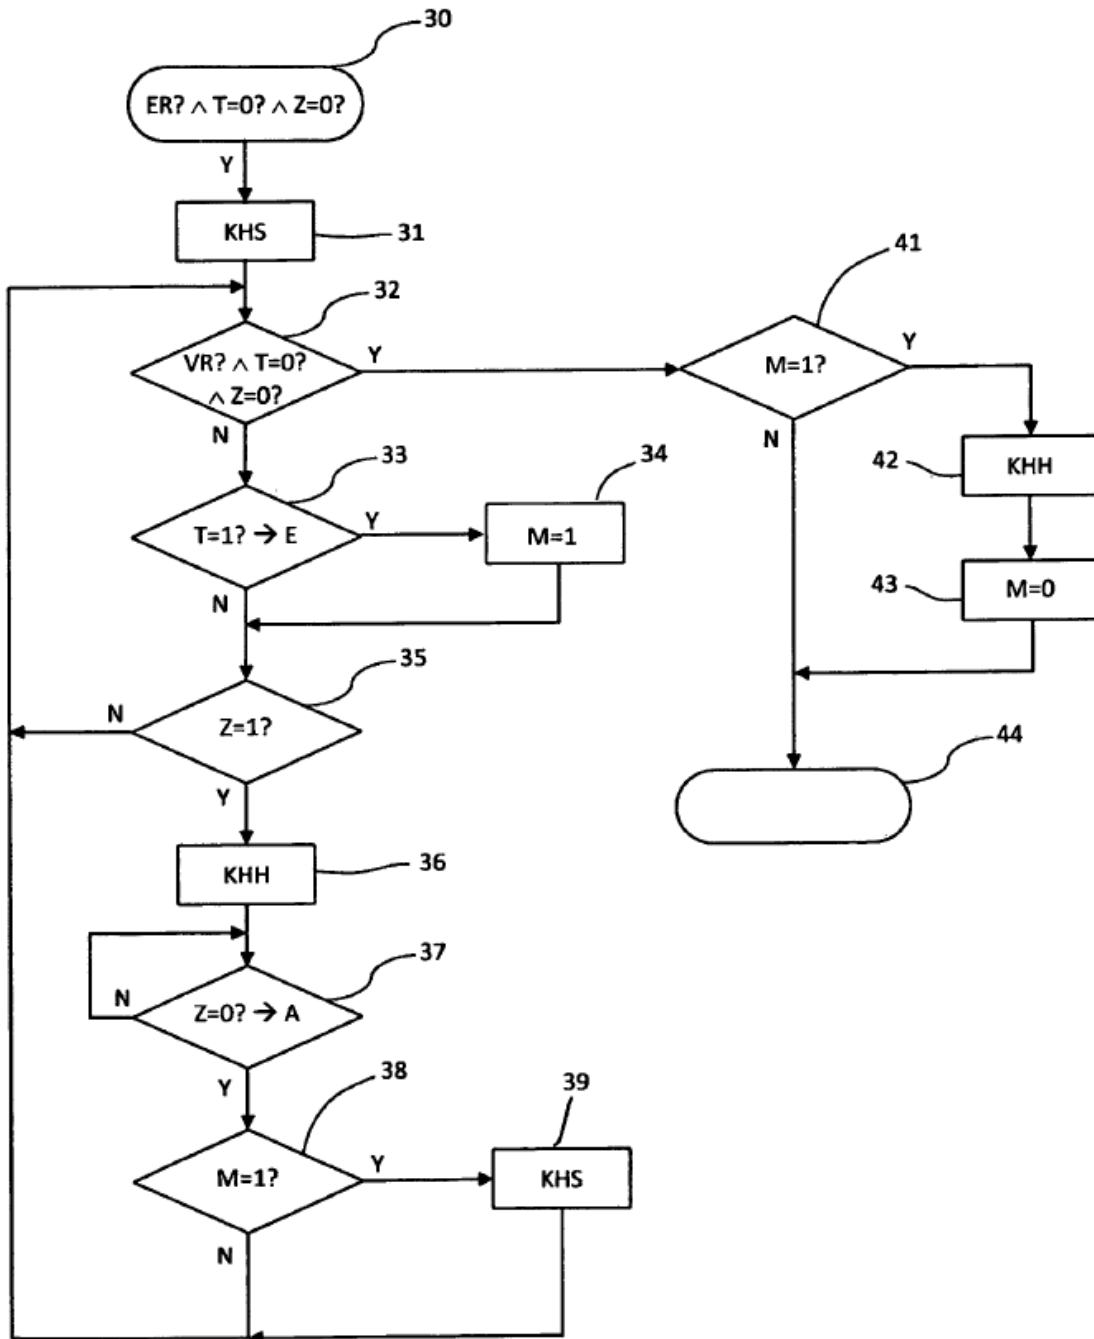 30
ER? ∧ T=0? ∧ Z=0?
Y
KHS
31
32
VR? ∧ T=0?
∧ Z=0?
Y
N
41
M=1?
Y
N
42
KHH
43
M=0
44
33
T=1? → E
Y
N
34
M=1
35
Z=1?
N
Y
KHH
36
37
Z=0? → A
N
Y
38
M=1?
Y
N
39
KHS